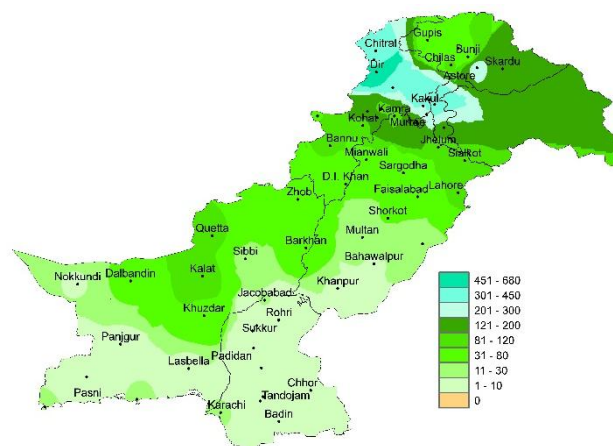 Gupis
Chitral
Bunji
Dir
Chilas
Skardu
Astore
Kakul
Kamra
Kohat
Murree
Bannu
Jhelum
Mianwali
Sialkot
Sargodha
D.I. Khan
Zhob
Faisalabad
Lahore
Shorkot
Quetta
Multan
Sibbi
Barkhan
Bahawalpur
Nokkundi
Dalbandin
Kalat
Khanpur
Jacobabad
Khuzdar
Rohri
Panjgur
Sukkur
Padidan
Lasbella
Pasni
Chhor
Tandojam
Karachi
Badin
451 - 680
301 - 450
201 - 300
121 - 200
81 - 120
31 - 80
11 - 30
1 - 10
0